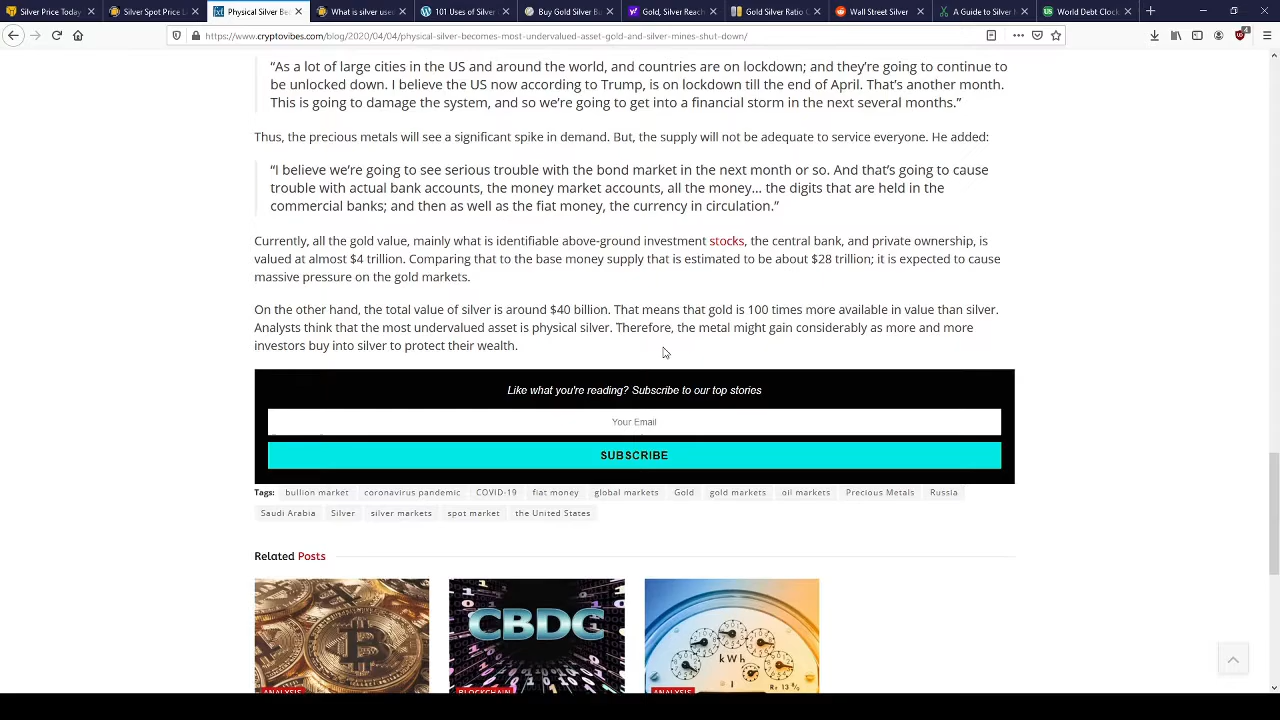 Silver Price Today
Silver Spot Price
Physical Silver Be
What is silver use
101 Uses of Silver
Buy Gold Silver B
Gold, Silver Reach
Gold Silver Ratio
Wall Street Silver
A Guide to Silver
World Debt Clock
https://www.cryptovibes.com/blog/2020/04/04/physical-silver-becomes-most-undervalued-asset-gold-and-silver-mines-shut-down/
“As a lot of large cities in the US and around the world, and countries are on lockdown; and they’re going to continue to
be unlocked down. I believe the US now according to Trump, is on lockdown till the end of April. That’s another month.
This is going to damage the system, and so we’re going to get into a financial storm in the next several months.”
Thus, the precious metals will see a significant spike in demand. But, the supply will not be adequate to service everyone. He added:
“I believe we’re going to see serious trouble with the bond market in the next month or so. And that’s going to cause
trouble with actual bank accounts, the money market accounts, all the money… the digits that are held in the
commercial banks; and then as well as the fiat money, the currency in circulation.”
Currently, all the gold value, mainly what is identifiable above-ground investment stocks, the central bank, and private ownership, is
valued at almost $4 trillion. Comparing that to the base money supply that is estimated to be about $28 trillion; it is expected to cause
massive pressure on the gold markets.
On the other hand, the total value of silver is around $40 billion. That means that gold is 100 times more available in value than silver.
Analysts think that the most undervalued asset is physical silver. Therefore, the metal might gain considerably as more and more
investors buy into silver to protect their wealth.
Like what you're reading? Subscribe to our top stories
Your Email
SUBSCRIBE
Tags: bullion market coronavirus pandemic COVID-19 fiat money global markets Gold gold markets oil markets Precious Metals Russia
Saudi Arabia Silver silver markets spot market the United States
Related Posts
CBDC
kWh
ANALYSIS
BLOCKCHAIN
ANALYSIS